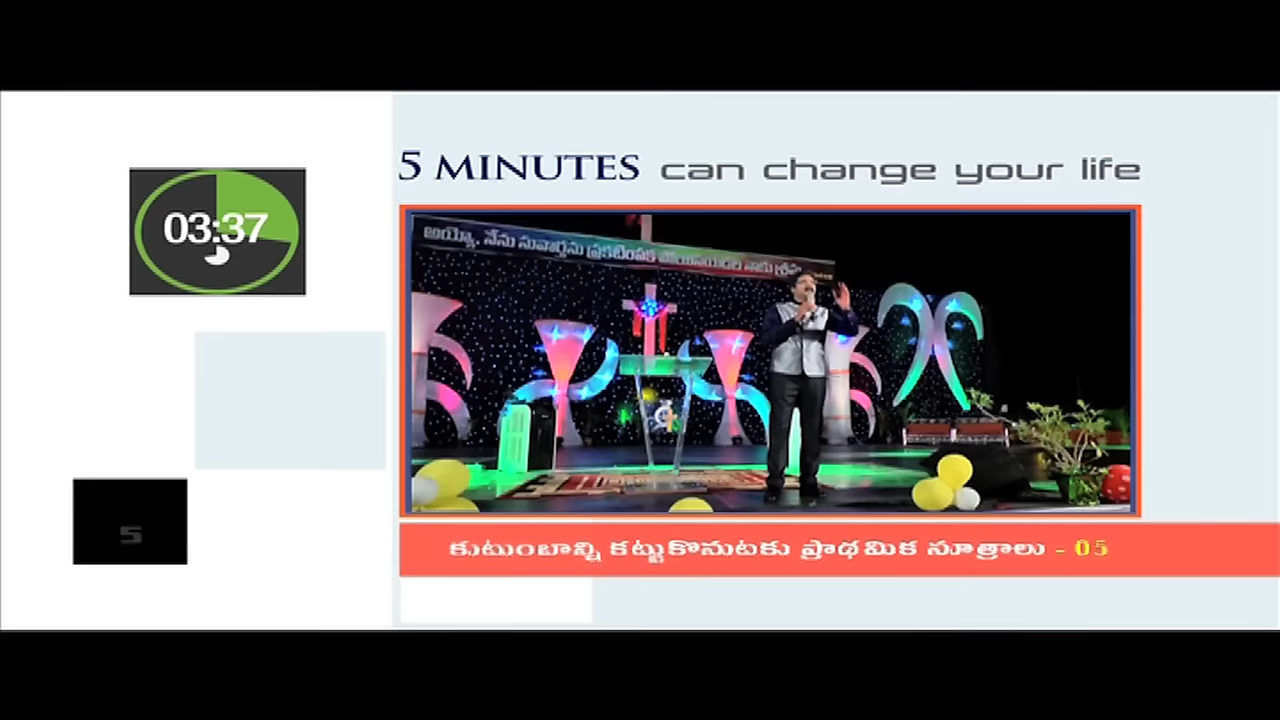 5 MINUTES can change your life
03:37
అయ్యో, నేను సువార్తను ప్రకటింపక పోయినయెడల నాకు శ్రమ
5
కుటుంబాన్ని కట్టుకొనుటకు ప్రాథమిక సూత్రాలు - 05